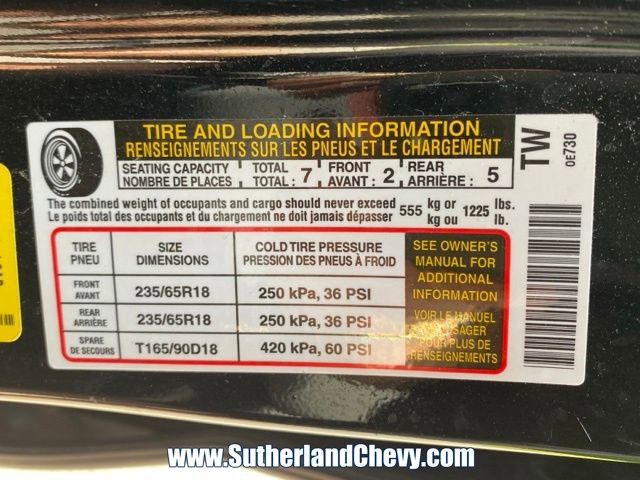 TIRE AND LOADING INFORMATION
RENSEIGNEMENTS SUR LES PNEUS ET LE CHARGEMENT
SEATING CAPACITY TOTAL FRONT REAR
NOMBRE DE PLACES TOTAL : 7 AVANT : 2 ARRIÈRE : 5
The combined weight of occupants and cargo should never exceed 555 kg or 1225 lbs.
Le poids total des occupants et du chargement ne doit jamais dépasser kg ou lb.
TIRE SIZE COLD TIRE PRESSURE
PNEU DIMENSIONS PRESSION DES PNEUS À FROID
FRONT
AVANT 235/65R18 250 kPa, 36 PSI
REAR
ARRIÈRE 235/65R18 250 kPa, 36 PSI
SPARE
DE SECOURS T165/90D18 420 kPa, 60 PSI
SEE OWNER'S
MANUAL FOR
ADDITIONAL
INFORMATION
VOIR LE MANUEL
USAGER
POUR PLUS DE
RENSEIGNEMENTS
TW
0E730
www.SutherlandChevy.com